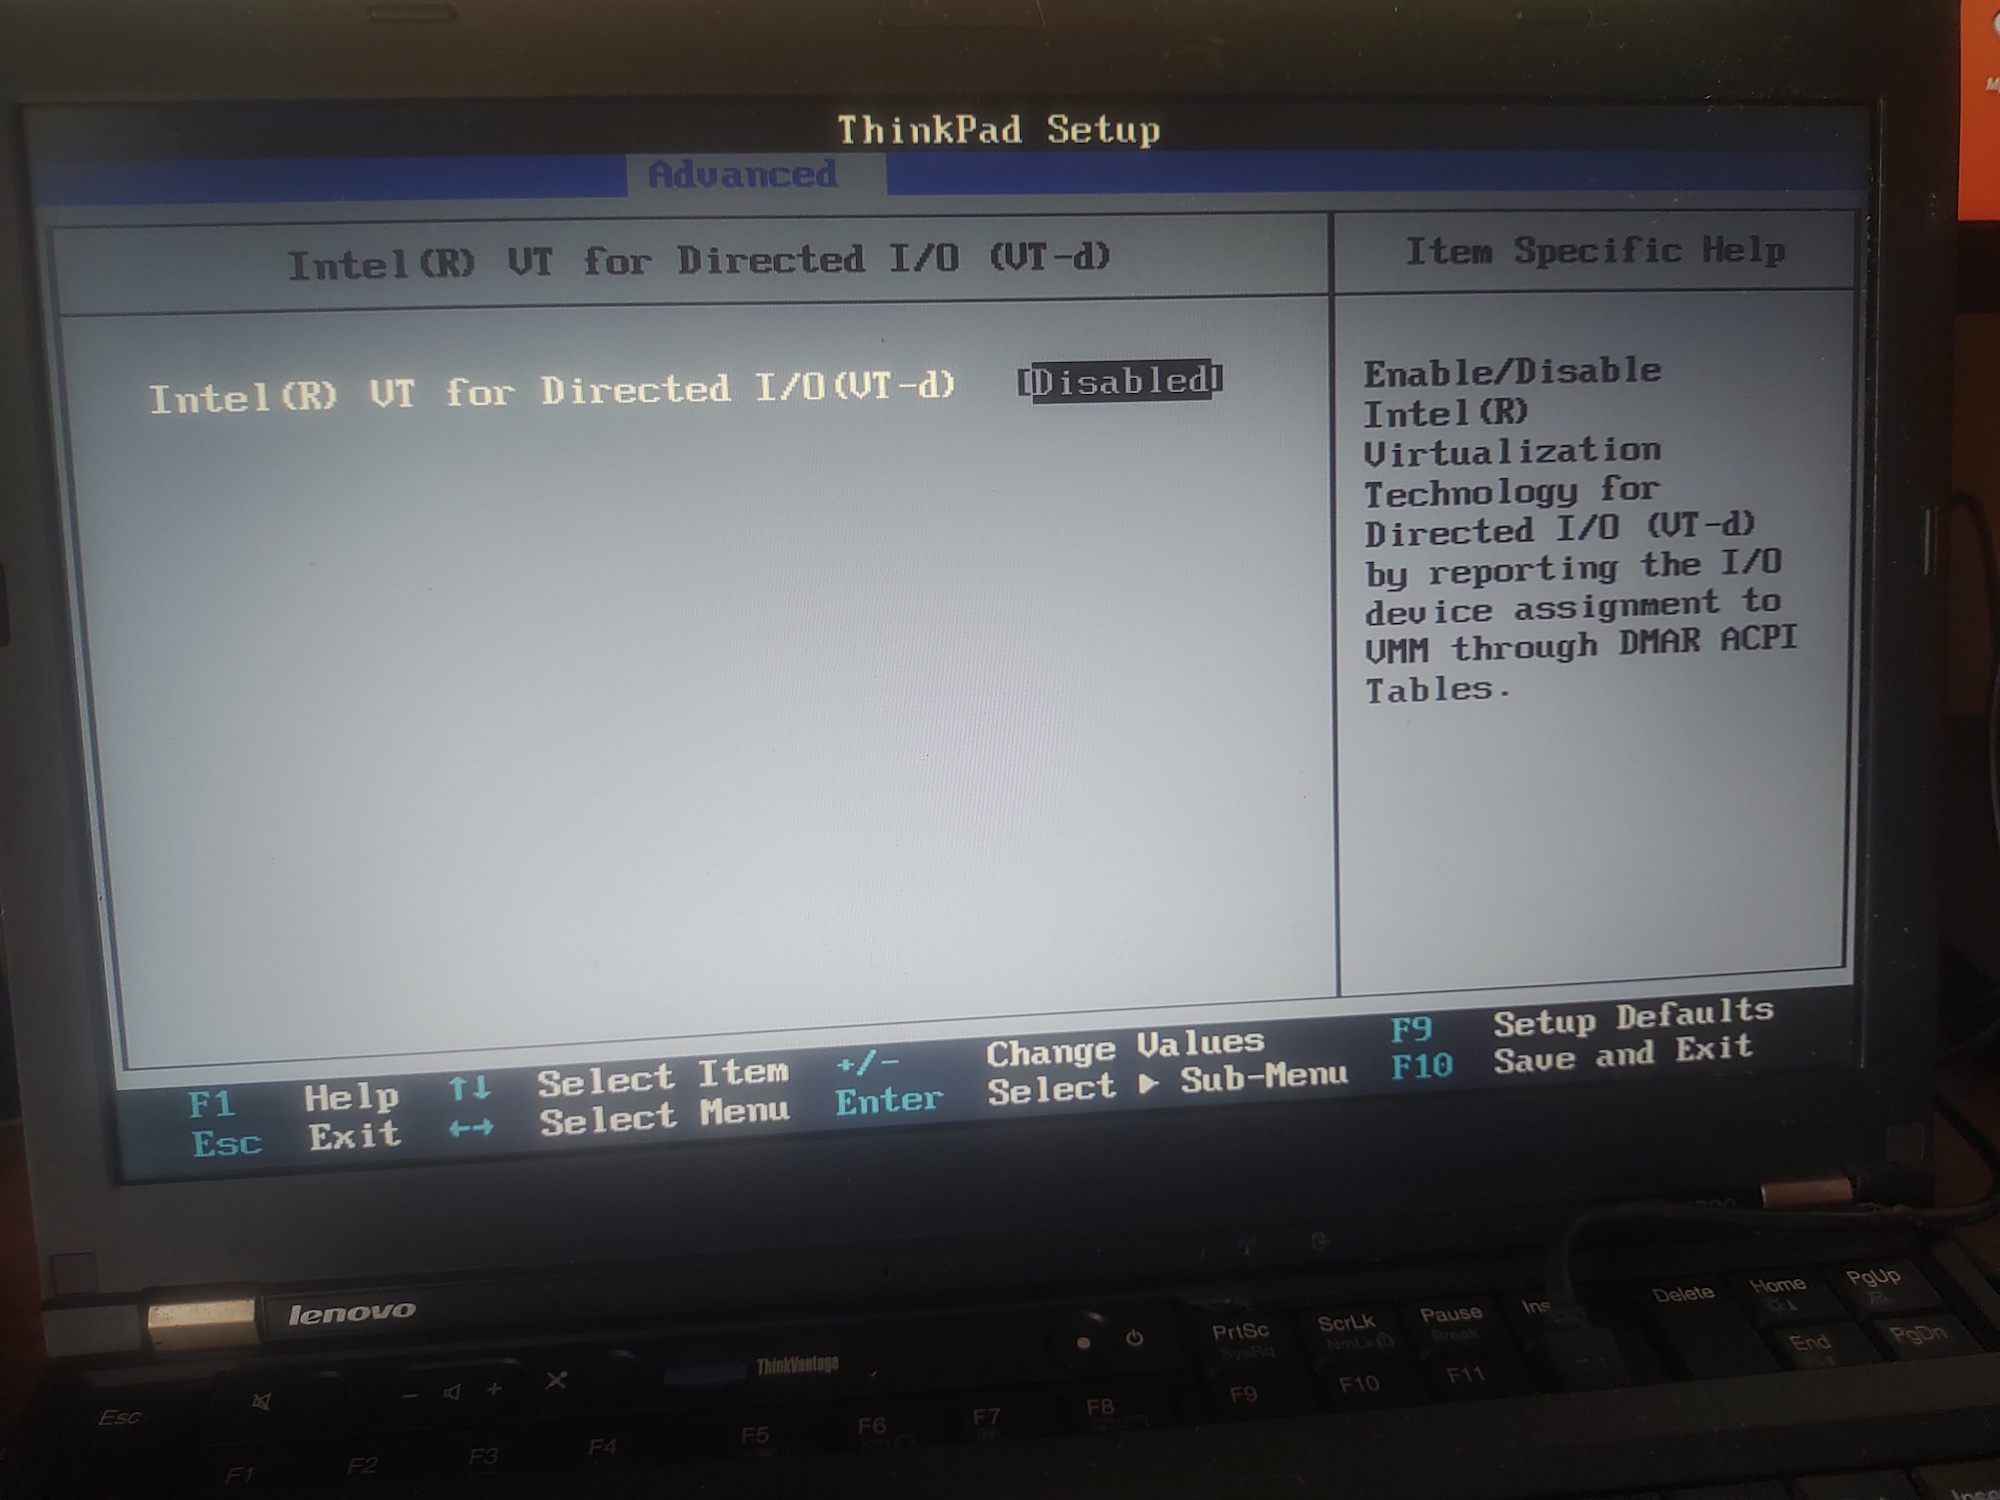 ThinkPad Setup
Advanced
Intel(R) VT for Directed I/O (VT-d)
Item Specific Help
Intel(R) VT for Directed I/O(VT-d) [Disabled]
Enable/Disable
Intel(R)
Virtualization
Technology for
Directed I/O (VT-d)
by reporting the I/O
device assignment to
VMM through DMAR ACPI
Tables.
F1 Help ↑↓ Select Item +/- Change Values F9 Setup Defaults
Esc Exit ←→ Select Menu Enter Select ▶ Sub-Menu F10 Save and Exit
lenovo
ThinkVantage
PrtSc
SysRq
ScrLk
NmLk
Pause
Break
Ins
Delete
Home
PgUp
End
PgDn
Esc
- +
F1 F2 F3 F4 F5 F6 F7 F8 F9 F10 F11